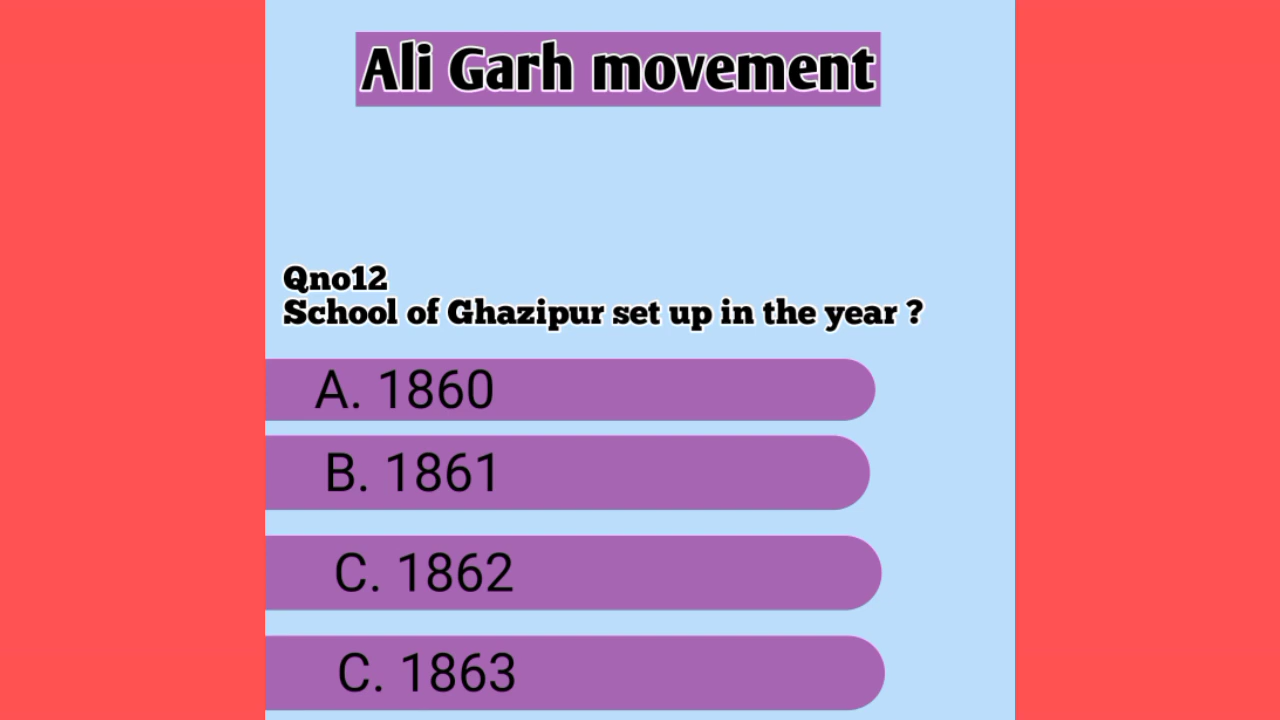 Ali Garh movement
Qno12
School of Ghazipur set up in the year ?
A. 1860
B. 1861
C. 1862
C. 1863